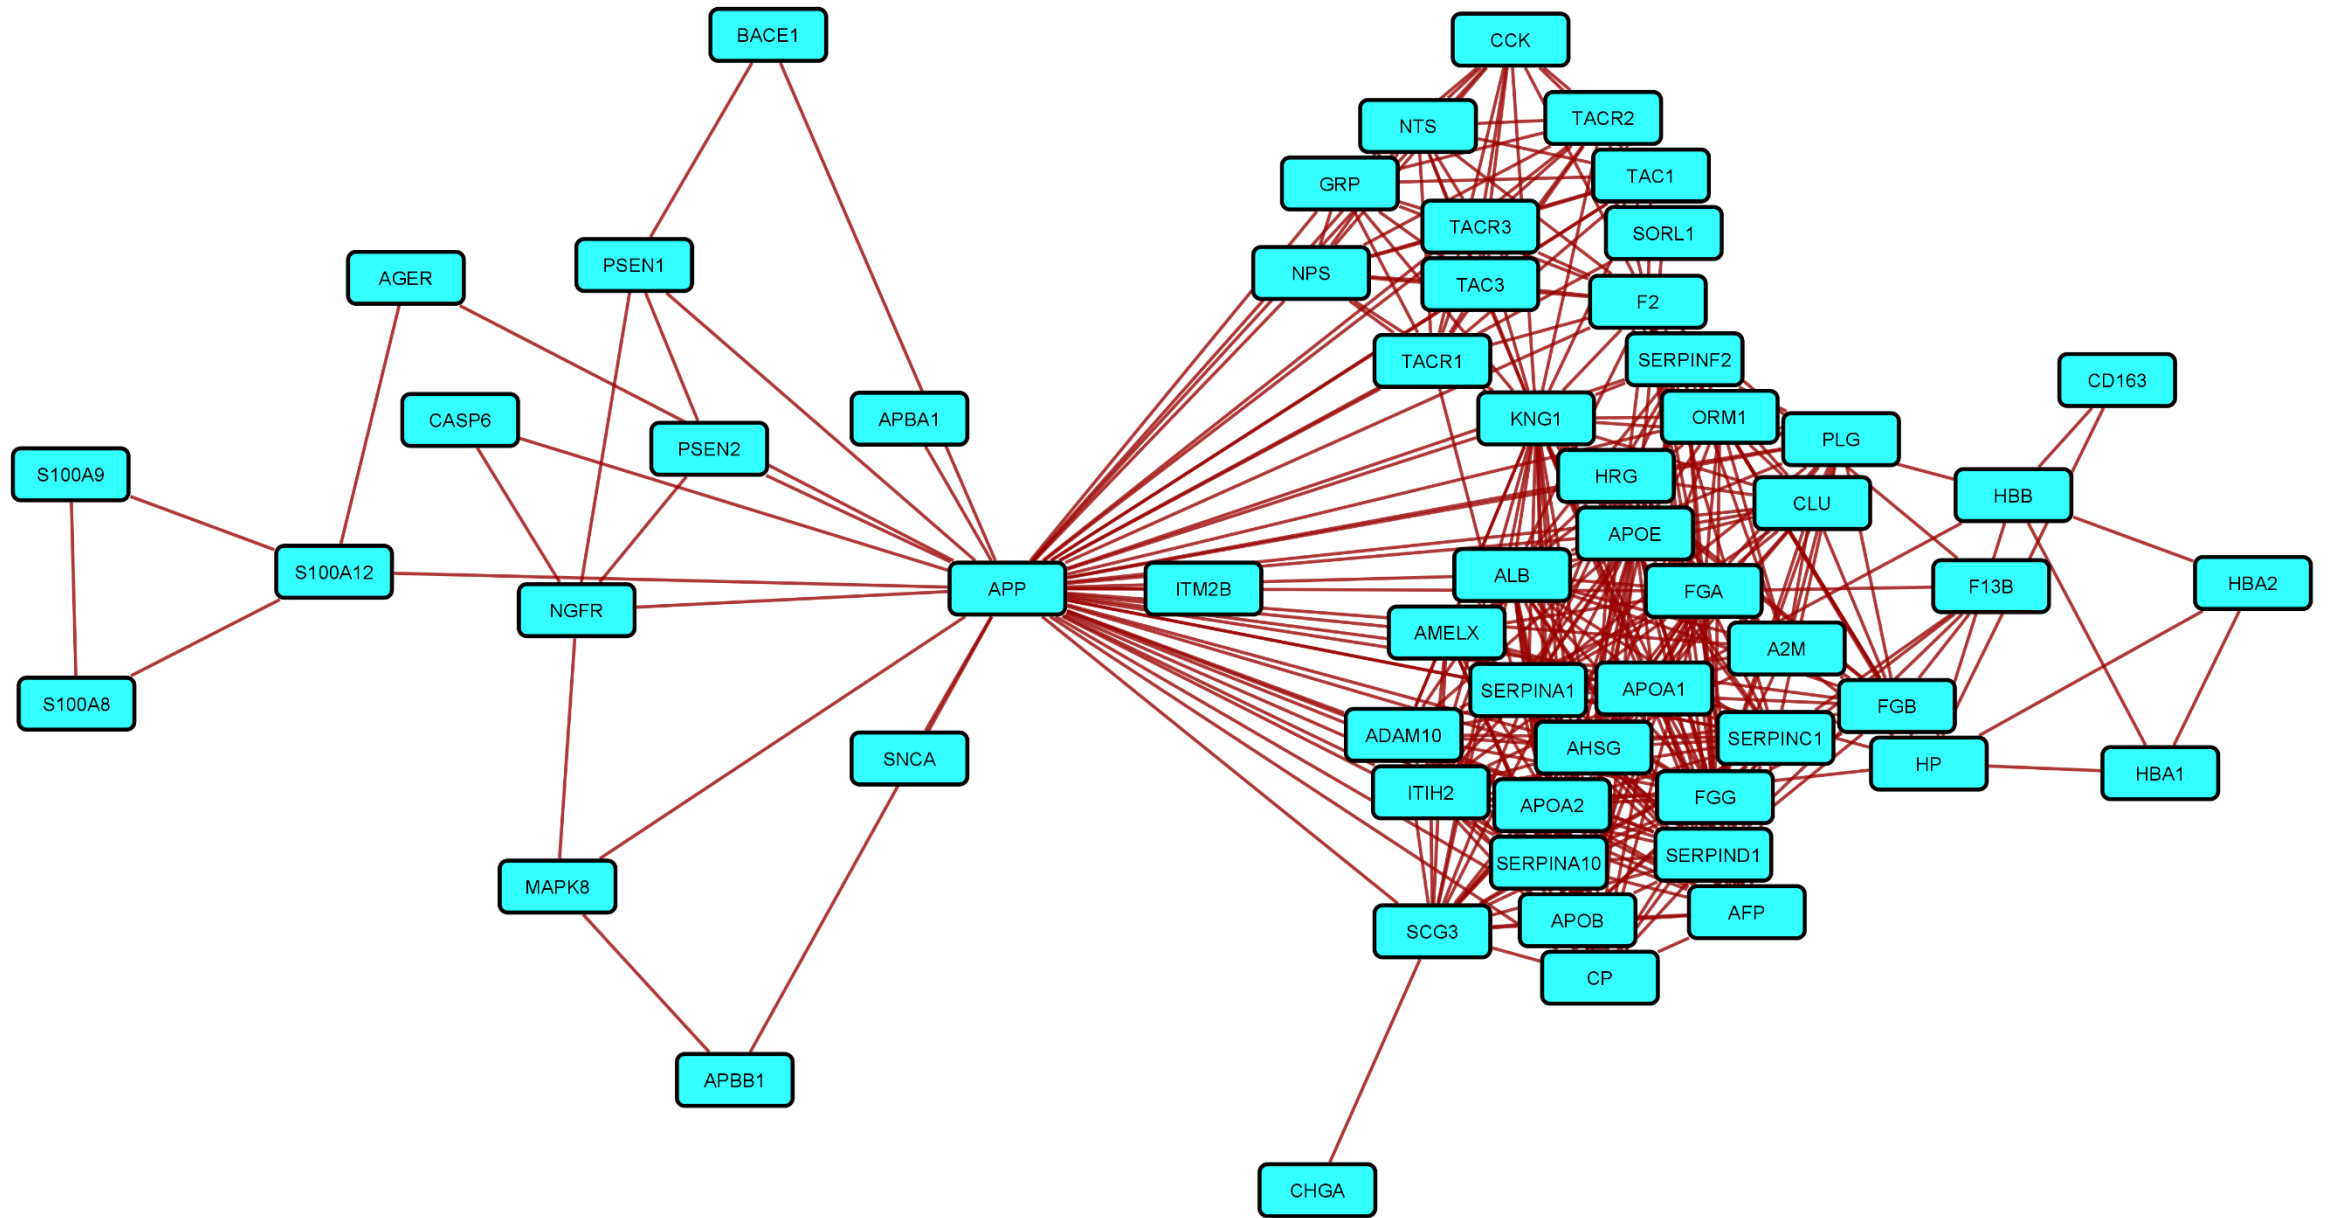 BACE1
CCK
NTS
TACR2
GRP
TAC1
TACR3
SORL1
PSEN1
AGER
NPS
TAC3
F2
TACR1
SERPINF2
CD163
CASP6
APBA1
KNG1
ORM1
PLG
PSEN2
S100A9
HRG
CLU
HBB
APOE
S100A12
ALB
HBA2
F13B
APP
ITM2B
FGA
NGFR
AMELX
A2M
SERPINA1
APOA1
S100A8
FGB
ADAM10
SERPINC1
AHSG
SNCA
HP
HBA1
ITIH2
FGG
APOA2
SERPIND1
SERPINA10
MAPK8
AFP
APOB
SCG3
CP
APBB1
CHGA